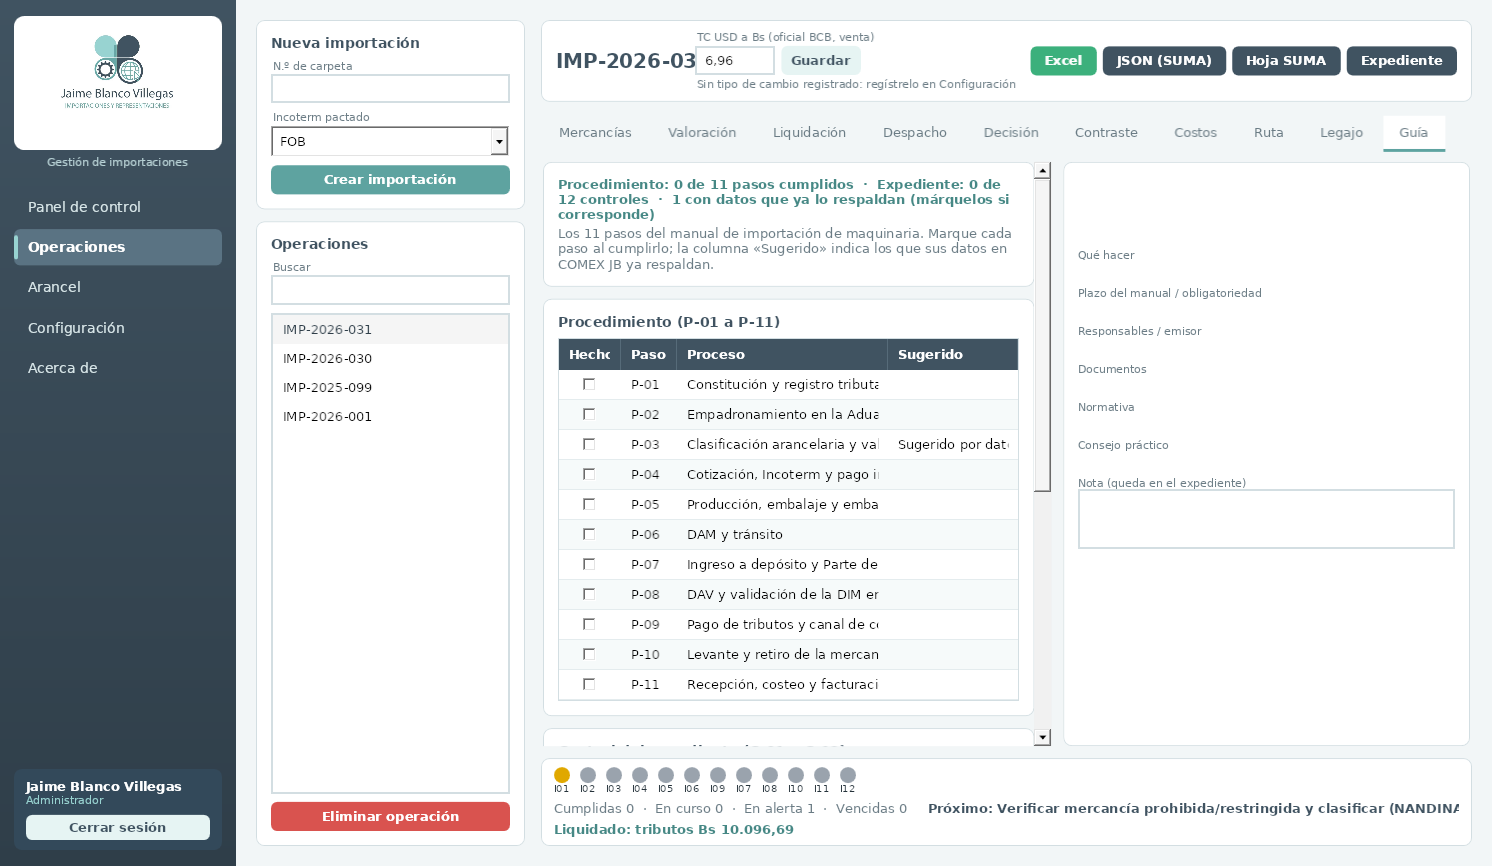 Jaime Blanco Villegas
IMPORTACIONES Y REPRESENTACIONES
Gestión de importaciones
Panel de control
Operaciones
Arancel
Configuración
Acerca de
Jaime Blanco Villegas
Administrador
Cerrar sesión
Nueva importación
N.º de carpeta
Incoterm pactado
FOB
Crear importación
Operaciones
Buscar
IMP-2026-031
IMP-2026-030
IMP-2025-099
IMP-2026-001
Eliminar operación
IMP-2026-03
TC USD a Bs (oficial BCB, venta)
6,96
Guardar
Sin tipo de cambio registrado: regístrelo en Configuración
Excel
JSON (SUMA)
Hoja SUMA
Expediente
Mercancías
Valoración
Liquidación
Despacho
Decisión
Contraste
Costos
Ruta
Legajo
Guía
Procedimiento: 0 de 11 pasos cumplidos · Expediente: 0 de
12 controles · 1 con datos que ya lo respaldan (márquelos si
corresponde)
Los 11 pasos del manual de importación de maquinaria. Marque cada
paso al cumplirlo; la columna «Sugerido» indica los que sus datos en
COMEX JB ya respaldan.
Procedimiento (P-01 a P-11)
Hecho Paso Proceso Sugerido
P-01 Constitución y registro tributa
P-02 Empadronamiento en la Adua
P-03 Clasificación arancelaria y val Sugerido por dat
P-04 Cotización, Incoterm y pago i
P-05 Producción, embalaje y emba
P-06 DAM y tránsito
P-07 Ingreso a depósito y Parte de
P-08 DAV y validación de la DIM en
P-09 Pago de tributos y canal de c
P-10 Levante y retiro de la mercan
P-11 Recepción, costeo y facturaci
Qué hacer
Plazo del manual / obligatoriedad
Responsables / emisor
Documentos
Normativa
Consejo práctico
Nota (queda en el expediente)
I01 I02 I03 I04 I05 I06 I09 I07 I08 I10 I11 I12
Cumplidas 0 · En curso 0 · En alerta 1 · Vencidas 0
Próximo: Verificar mercancía prohibida/restringida y clasificar (NANDINA
Liquidado: tributos Bs 10.096,69